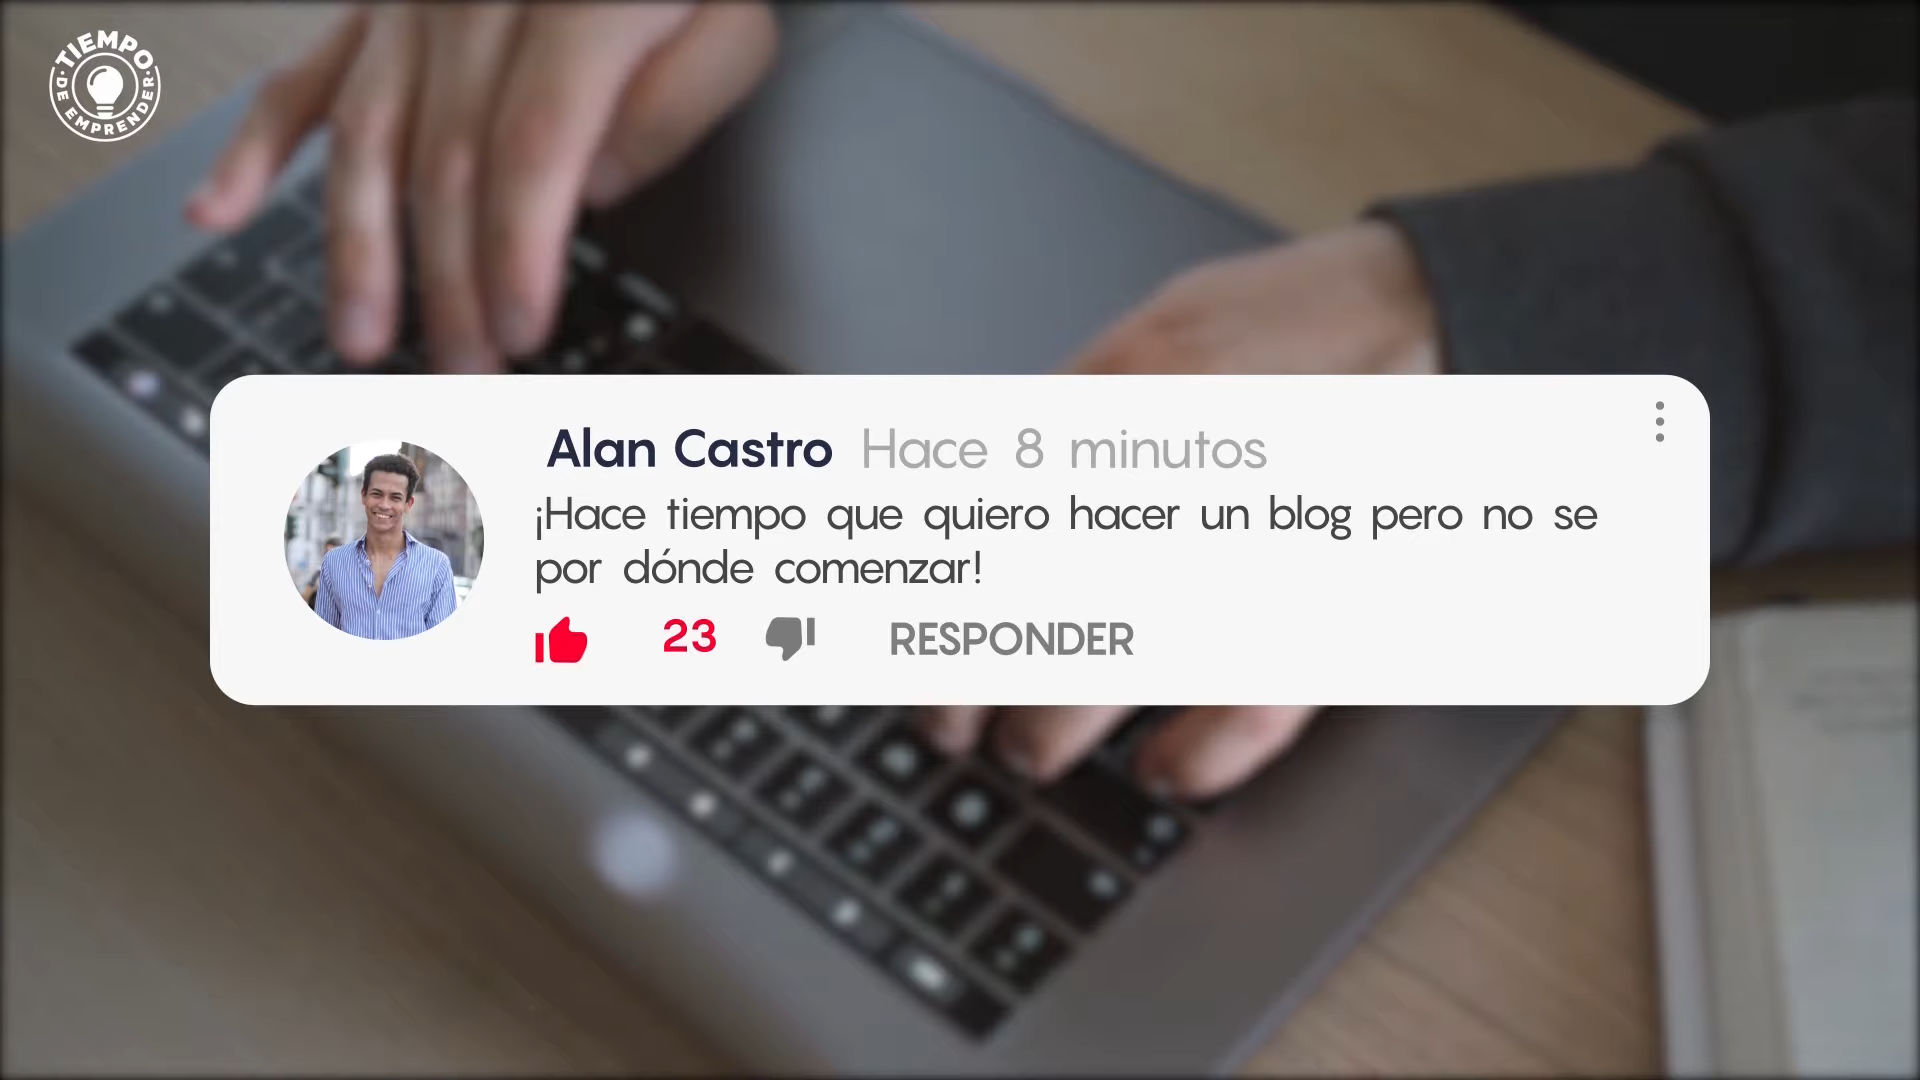 TIEMPO
DE EMPRENDER
Alan Castro Hace 8 minutos
¡Hace tiempo que quiero hacer un blog pero no se
por dónde comenzar!
23 RESPONDER